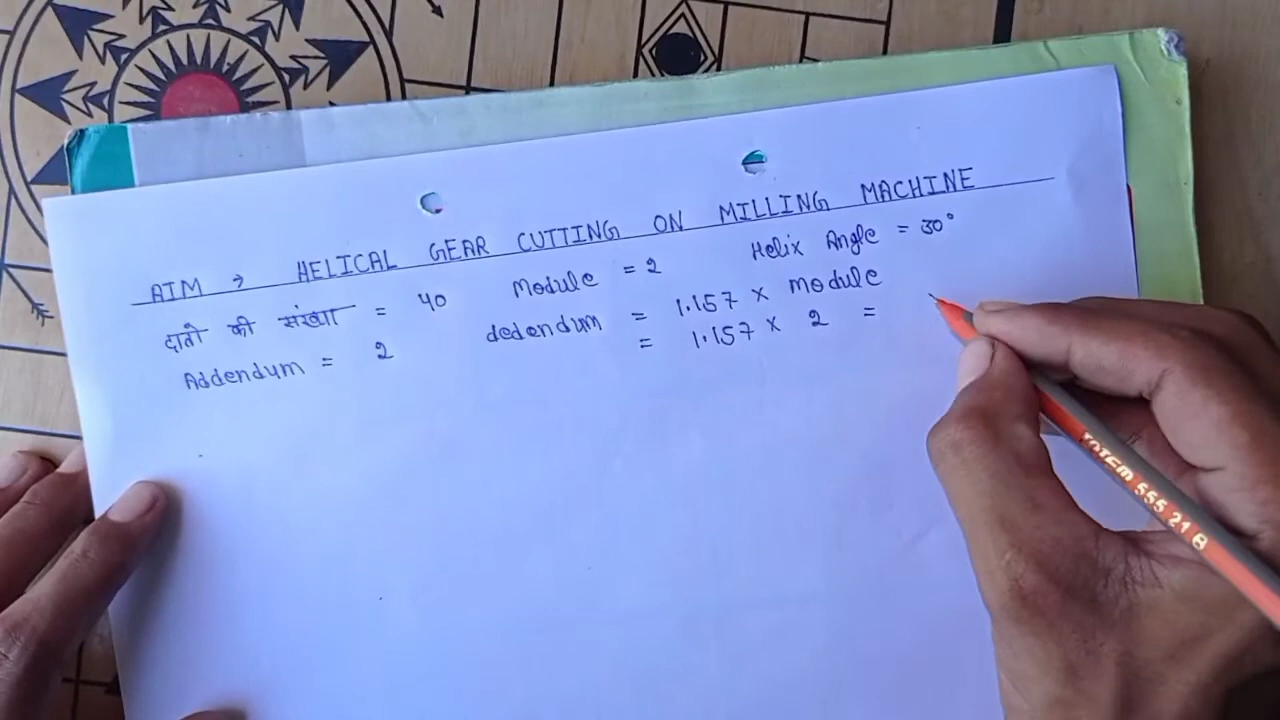 AIM → HELICAL GEAR CUTTING ON MILLING MACHINE
दातो की संख्या = 40 Module = 2 Helix Angle = 30°
Addendum = 2 dedendum = 1.157 × module
= 1.157 × 2 =
TOTEM 555 21 B